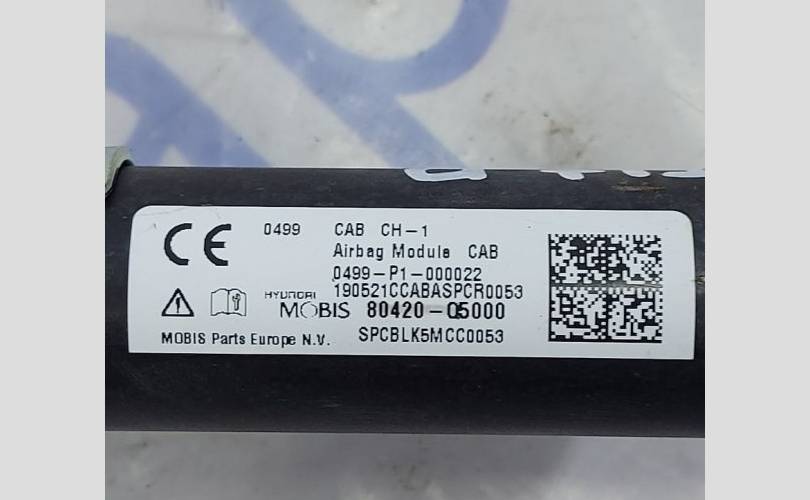 CE 0499 CAB CH-1
Airbag Module CAB
0499-P1-000022
190521CCABASPCR0053
HYUNDAI
MOBIS 80420-Q5000
MOBIS Parts Europe N.V. SPCBLK5MCC0053